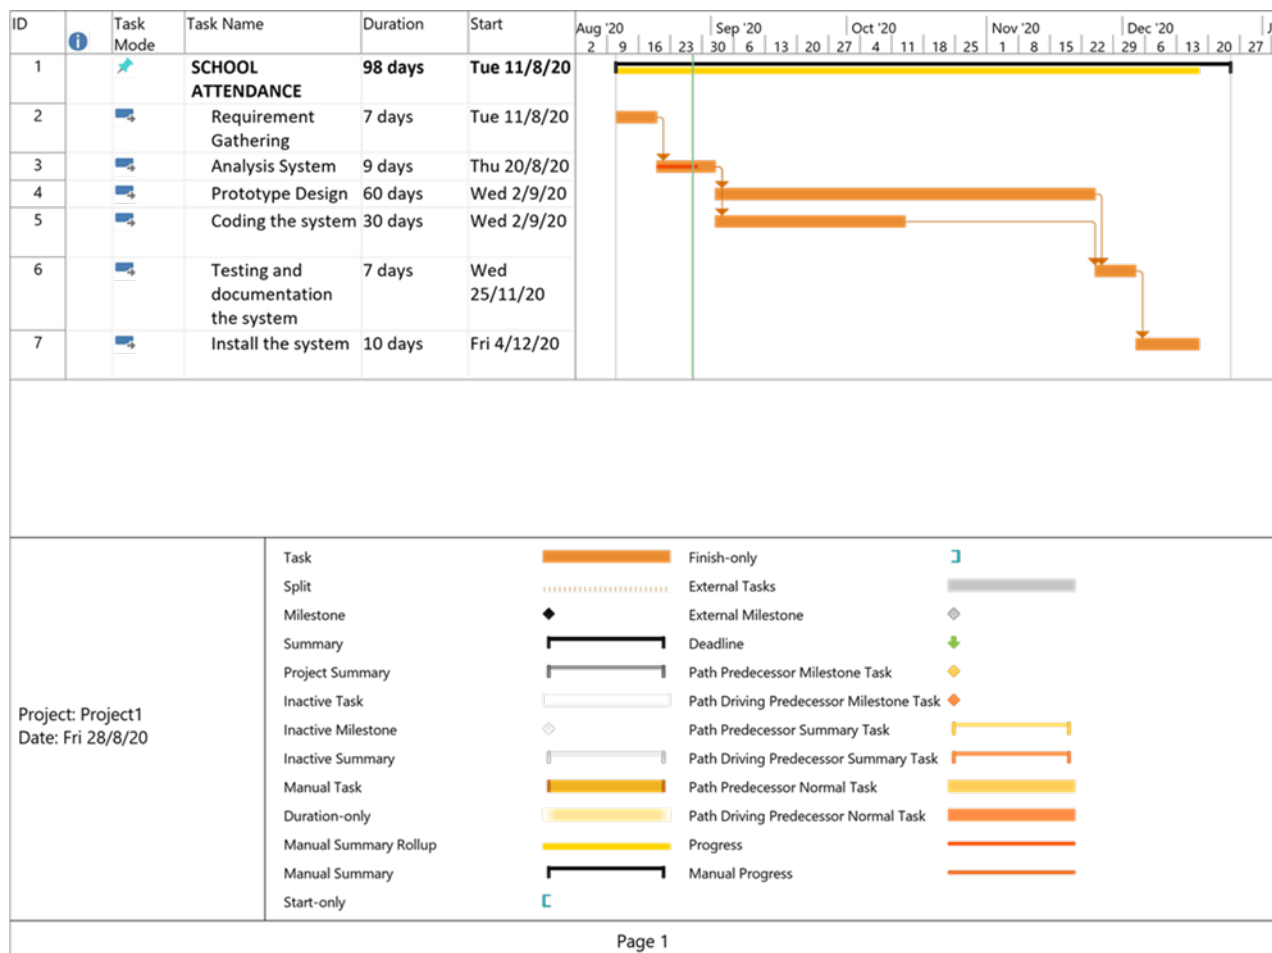 ID Task Mode Task Name Duration Start
Aug '20 Sep '20 Oct '20 Nov '20 Dec '20 J
2 9 16 23 30 6 13 20 27 4 11 18 25 1 8 15 22 29 6 13 20 27
1 SCHOOL ATTENDANCE 98 days Tue 11/8/20
2 Requirement Gathering 7 days Tue 11/8/20
3 Analysis System 9 days Thu 20/8/20
4 Prototype Design 60 days Wed 2/9/20
5 Coding the system 30 days Wed 2/9/20
6 Testing and documentation the system 7 days Wed 25/11/20
7 Install the system 10 days Fri 4/12/20
Project: Project1
Date: Fri 28/8/20
Task
Split
Milestone
Summary
Project Summary
Inactive Task
Inactive Milestone
Inactive Summary
Manual Task
Duration-only
Manual Summary Rollup
Manual Summary
Start-only
Finish-only
External Tasks
External Milestone
Deadline
Path Predecessor Milestone Task
Path Driving Predecessor Milestone Task
Path Predecessor Summary Task
Path Driving Predecessor Summary Task
Path Predecessor Normal Task
Path Driving Predecessor Normal Task
Progress
Manual Progress
Page 1